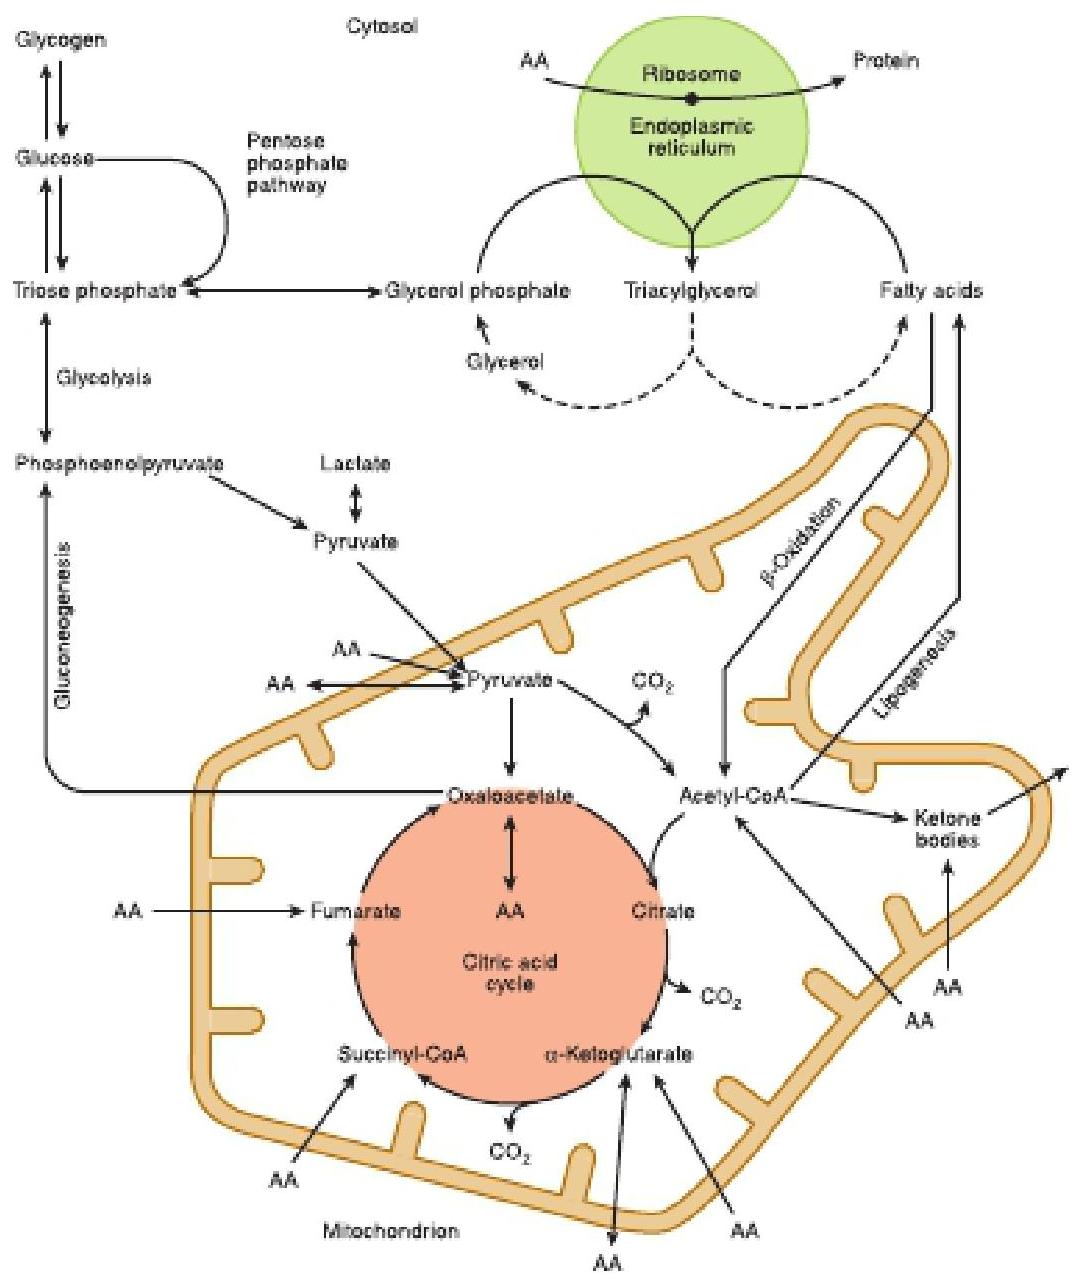 Glycogen
Cytosol
AA
Ribosome
Protein
Endoplasmic
reticulum
Pentose
phosphate
pathway
Glucose
Triose phosphate
Glycerol phosphate
Triacylglycerol
Fatty acids
Glycerol
Glycolysis
Phosphoenolpyruvate
Lactate
Pyruvate
β-Oxidation
Gluconeogenesis
Lipogenesis
AA
AA
Pyruvate
CO₂
Oxaloacetate
Acetyl-CoA
Ketone
bodies
AA
Fumarate
AA
Citrate
Citric acid
cycle
CO₂
AA
AA
Succinyl-CoA
α-Ketoglutarate
CO₂
AA
Mitochondrion
AA
AA